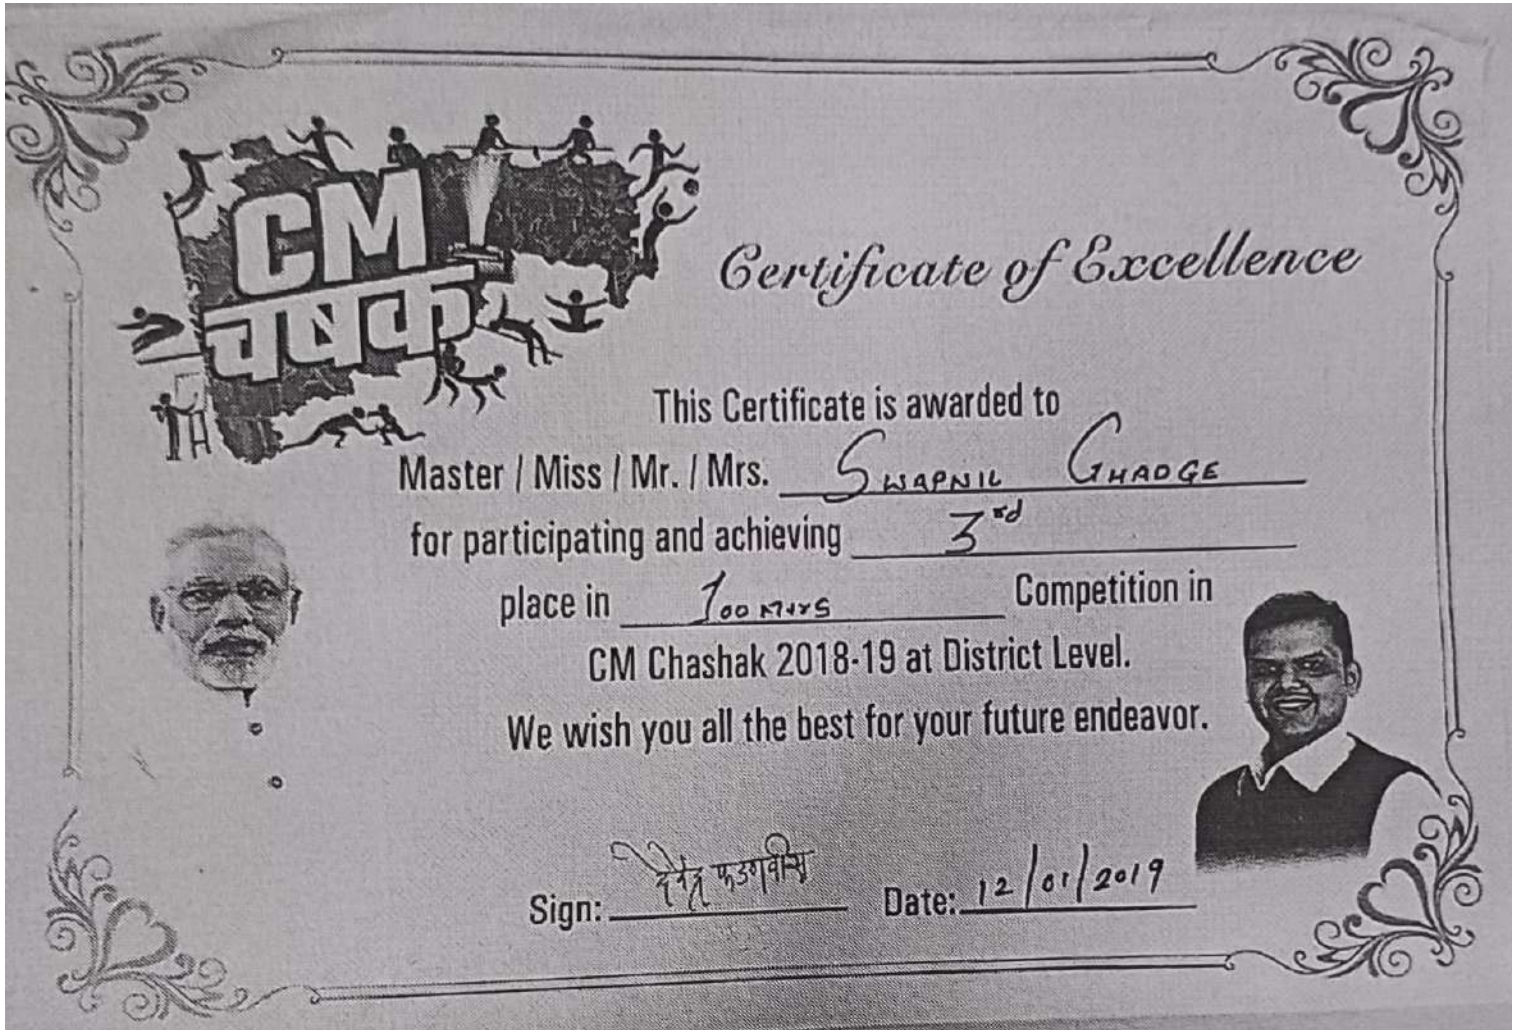 CM
चषक
Certificate of Excellence
This Certificate is awarded to
Master / Miss / Mr. / Mrs. SWAPNIL GHADGE
for participating and achieving 3rd
place in 100 Mtrs Competition in
CM Chashak 2018-19 at District Level.
We wish you all the best for your future endeavor.
Sign: देवेंद्र फडणवीस Date: 12/01/2019